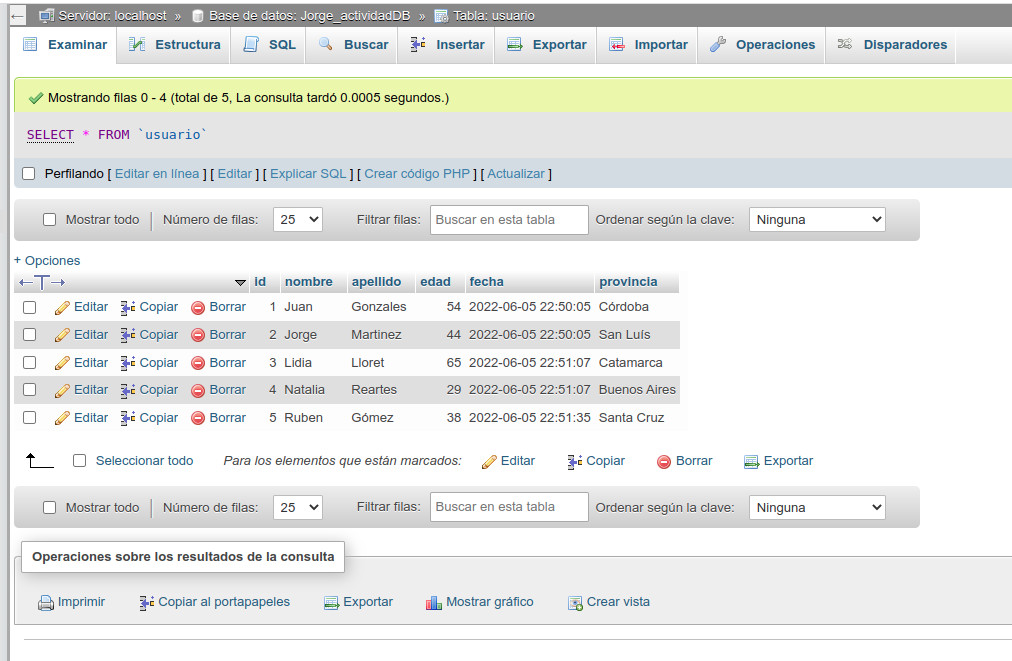 Servidor: localhost » Base de datos: Jorge_actividadDB » Tabla: usuario
Examinar Estructura SQL Buscar Insertar Exportar Importar Operaciones Disparadores
Mostrando filas 0 - 4 (total de 5, La consulta tardó 0.0005 segundos.)
SELECT * FROM `usuario`
Perfilando [ Editar en línea ] [ Editar ] [ Explicar SQL ] [ Crear código PHP ] [ Actualizar ]
Mostrar todo | Número de filas: 25 Filtrar filas: Buscar en esta tabla Ordenar según la clave: Ninguna
+ Opciones
←T→ id nombre apellido edad fecha provincia
Editar Copiar Borrar 1 Juan Gonzales 54 2022-06-05 22:50:05 Córdoba
Editar Copiar Borrar 2 Jorge Martinez 44 2022-06-05 22:50:05 San Luís
Editar Copiar Borrar 3 Lidia Lloret 65 2022-06-05 22:51:07 Catamarca
Editar Copiar Borrar 4 Natalia Reartes 29 2022-06-05 22:51:07 Buenos Aires
Editar Copiar Borrar 5 Ruben Gómez 38 2022-06-05 22:51:35 Santa Cruz
Seleccionar todo Para los elementos que están marcados: Editar Copiar Borrar Exportar
Mostrar todo | Número de filas: 25 Filtrar filas: Buscar en esta tabla Ordenar según la clave: Ninguna
Operaciones sobre los resultados de la consulta
Imprimir Copiar al portapapeles Exportar Mostrar gráfico Crear vista